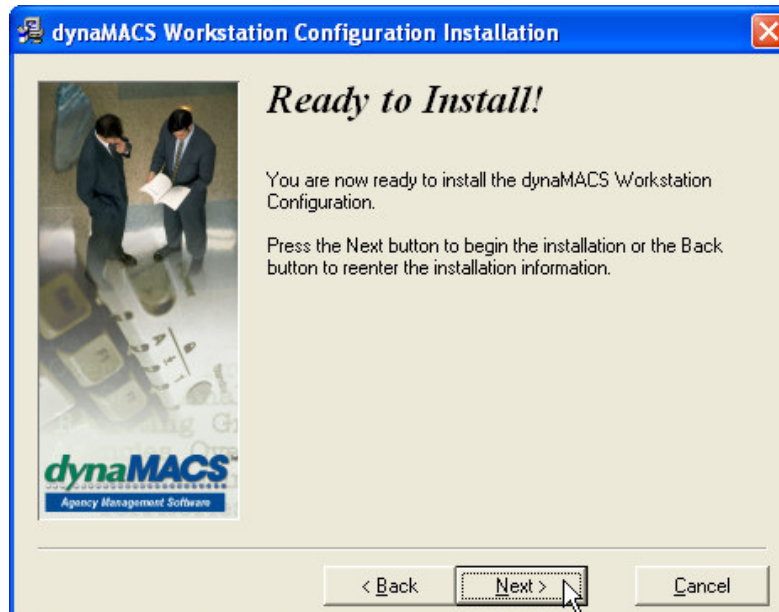 dynaMACS Workstation Configuration Installation
Ready to Install!
You are now ready to install the dynaMACS Workstation
Configuration.
Press the Next button to begin the installation or the Back
button to reenter the installation information.
dynaMACS
Agency Management Software
< Back
Next >
Cancel